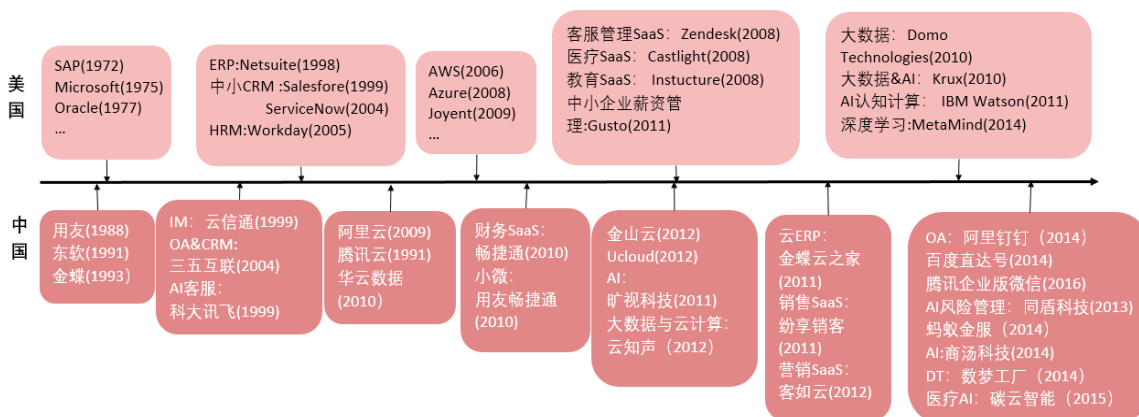 美
国
SAP(1972)
Microsoft(1975)
Oracle(1977)
…
ERP:Netsuite(1998)
中小CRM :Salesfore(1999)
ServiceNow(2004)
HRM:Workday(2005)
AWS(2006)
Azure(2008)
Joyent(2009)
…
客服管理SaaS：Zendesk(2008)
医疗SaaS：Castlight(2008)
教育SaaS： Instucture(2008)
中小企业薪资管
理:Gusto(2011)
大数据：Domo
Technologies(2010)
大数据&AI：Krux(2010)
AI认知计算： IBM Watson(2011)
深度学习:MetaMind(2014)
中
国
用友(1988)
东软(1991)
金蝶(1993）
IM：云信通(1999)
OA&CRM:
三五互联(2004)
AI客服：
科大讯飞(1999)
阿里云(2009)
腾讯云(1991)
华云数据
(2010）
财务SaaS：
畅捷通(2010)
小微：
用友畅捷通
(2010)
金山云(2012)
Ucloud(2012)
AI：
旷视科技(2011)
大数据与云计算：
云知声（2012）
云ERP：
金蝶云之家
(2011)
销售SaaS：
纷享销客
(2011)
营销SaaS：
客如云(2012)
OA：阿里钉钉（2014)
百度直达号(2014)
腾讯企业版微信(2016)
AI风险管理：同盾科技(2013)
蚂蚁金服（2014)
AI:商汤科技(2014)
DT：数梦工厂（2014)
医疗AI：碳云智能（2015)